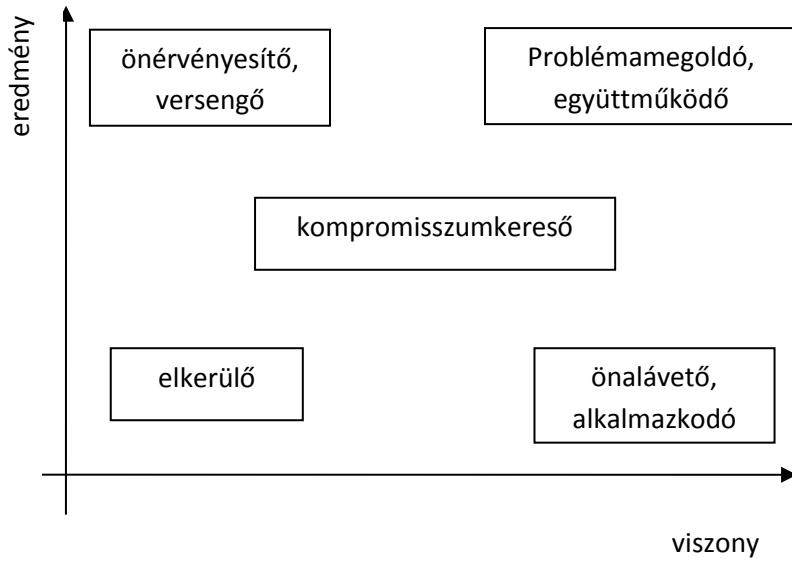 eredmény
önérvényesítő,
versengő
Problémamegoldó,
együttműködő
kompromisszumkereső
elkerülő
önalávető,
alkalmazkodó
viszony